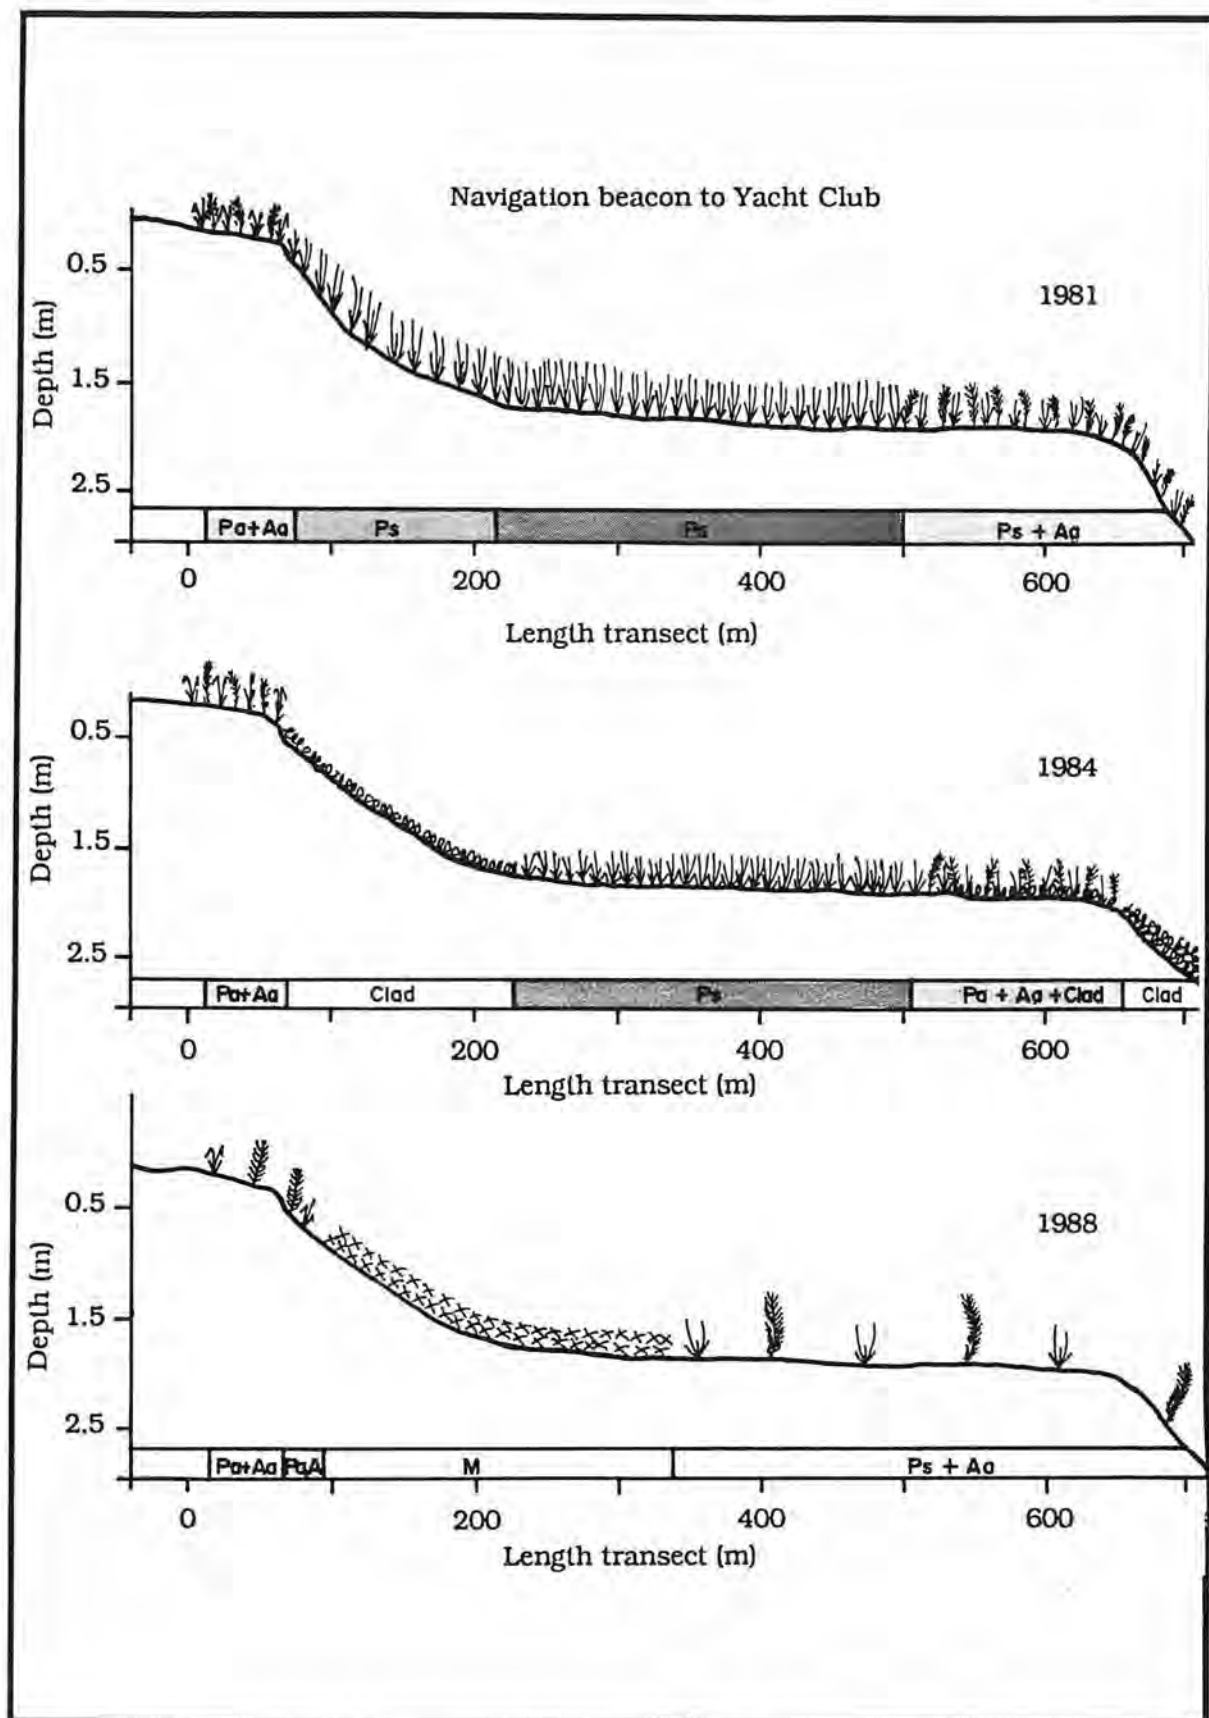 Navigation beacon to Yacht Club
1981
Depth (m)
0.5
1.5
2.5
Pa+Aa Ps Ps Ps + Aa
0 200 400 600
Length transect (m)
1984
Depth (m)
0.5
1.5
2.5
Pa+Aa Clad Ps Pa + Aa +Clad Clad
0 200 400 600
Length transect (m)
1988
Depth (m)
0.5
1.5
2,5
Pa+Aa PaA M Ps + Aa
0 200 400 600
Length transect (m)